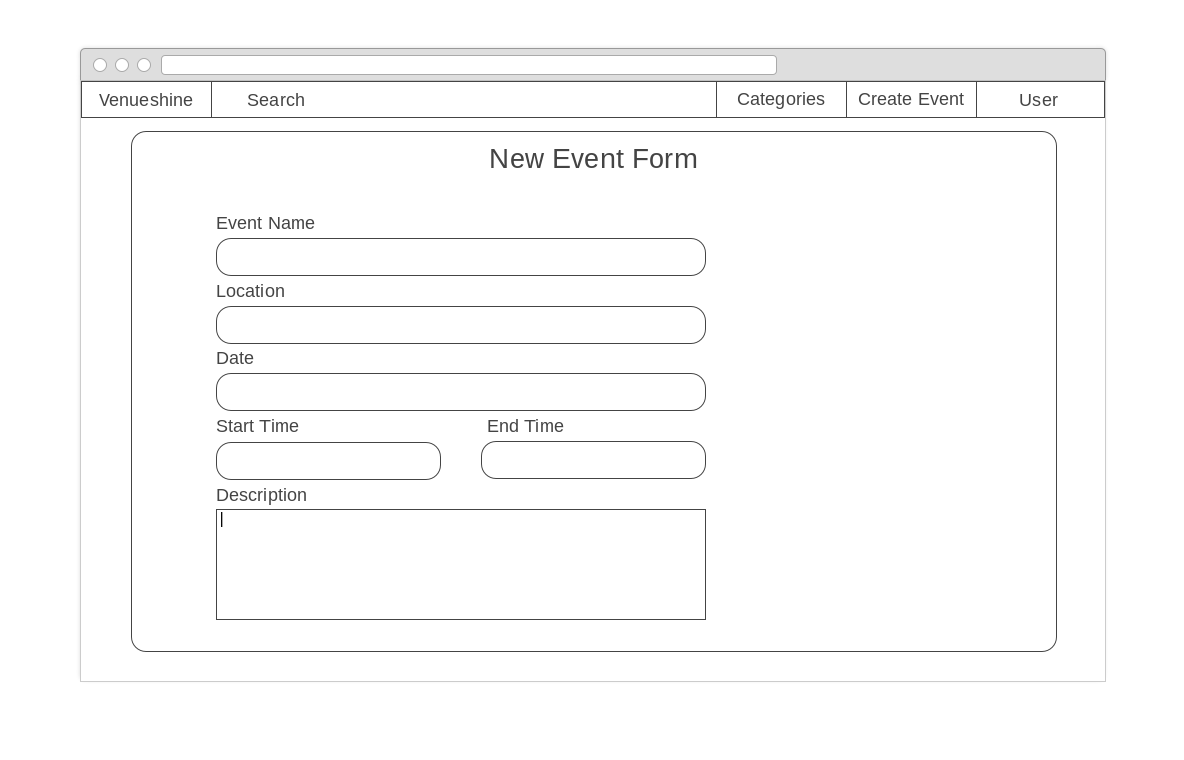 Venueshine Search Categories Create Event User
New Event Form
Event Name
Location
Date
Start Time End Time
Description